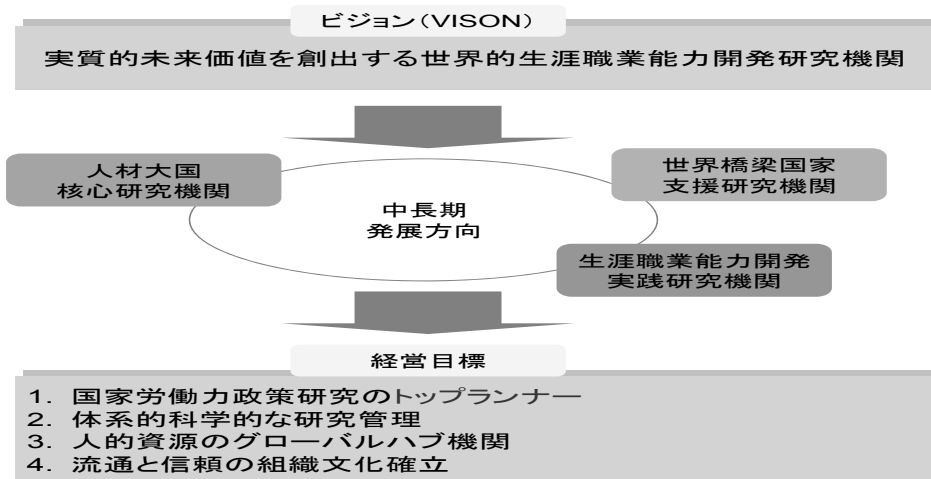 ビジョン（VISON）
実質的未来価値を創出する世界的生涯職業能力開発研究機関
人材大国
核心研究機関
世界橋梁国家
支援研究機関
中長期
発展方向
生涯職業能力開発
実践研究機関
経営目標
1. 国家労働力政策研究のトップランナー
2. 体系的科学的な研究管理
3. 人的資源のグローバルハブ機関
4. 流通と信頼の組織文化確立